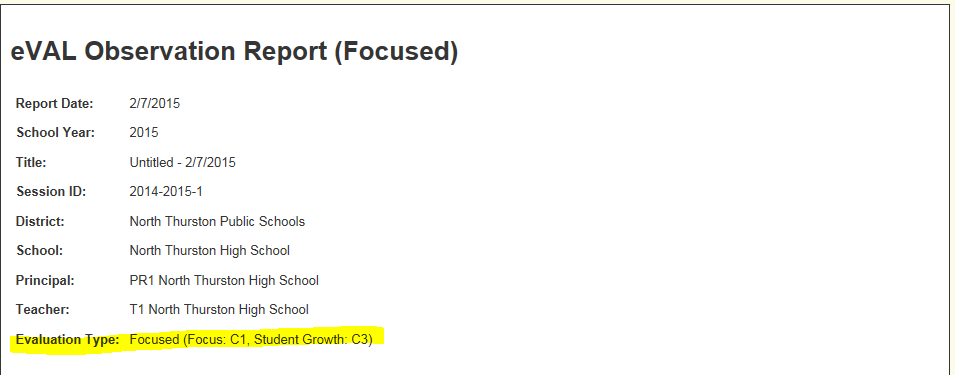 eVAL Observation Report (Focused)
Report Date: 2/7/2015
School Year: 2015
Title: Untitled - 2/7/2015
Session ID: 2014-2015-1
District: North Thurston Public Schools
School: North Thurston High School
Principal: PR1 North Thurston High School
Teacher: T1 North Thurston High School
Evaluation Type: Focused (Focus: C1, Student Growth: C3)